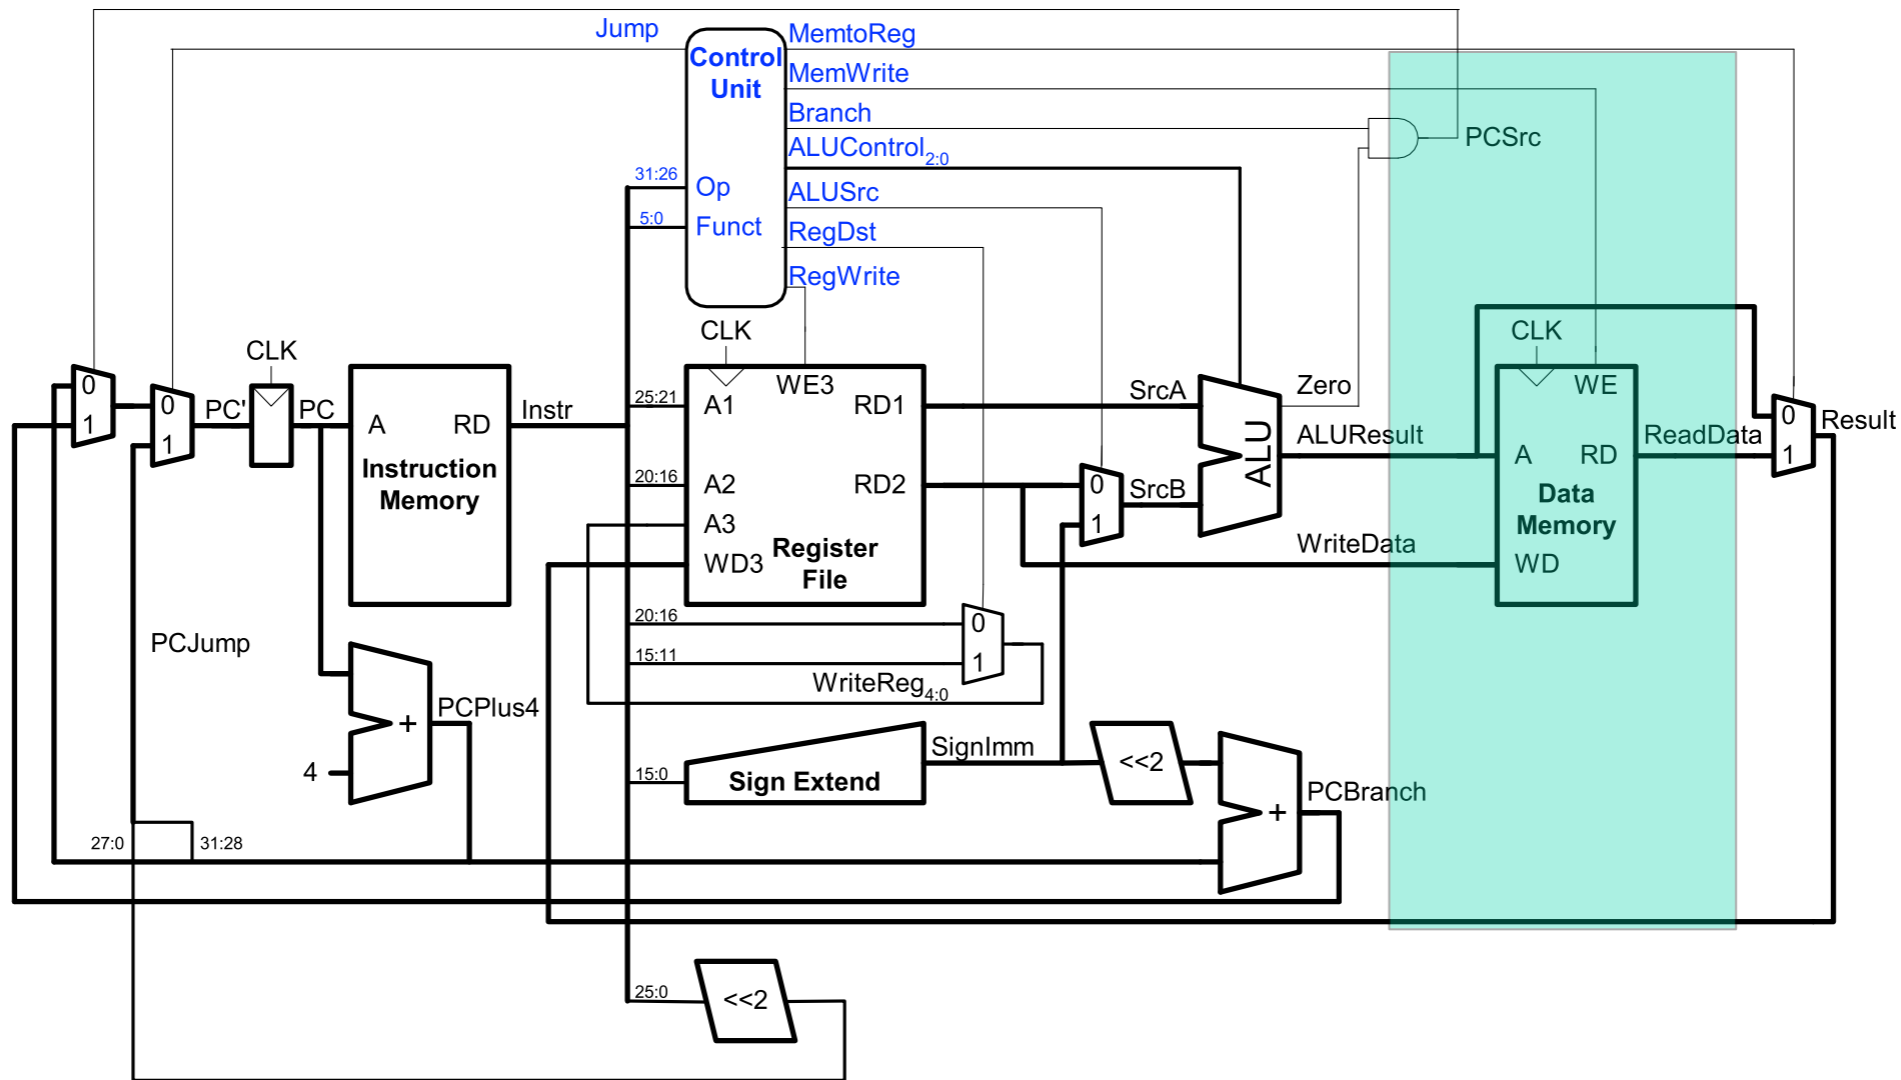 Jump
Control
Unit
MemtoReg
MemWrite
Branch
ALUControl2:0
ALUSrc
RegDst
RegWrite
PCSrc
31:26
Op
5:0
Funct
CLK
0
1
0
1
PC'
PC
A
RD
Instruction
Memory
Instr
25:21
20:16
CLK
WE3
A1
RD1
A2
RD2
A3
WD3
Register
File
SrcA
0
1
SrcB
ALU
Zero
ALUResult
WriteData
CLK
WE
A
RD
Data
Memory
WD
ReadData
0
1
Result
20:16
15:11
0
1
WriteReg4:0
PCJump
PCPlus4
+
4
15:0
Sign Extend
SignImm
<<2
+
PCBranch
27:0
31:28
25:0
<<2